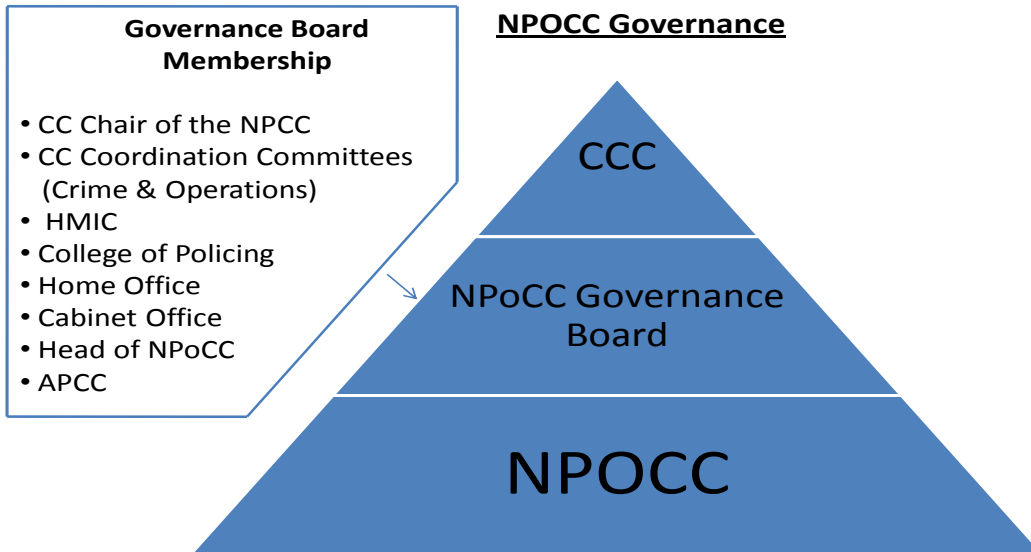 NPOCC Governance
Governance Board
Membership
• CC Chair of the NPCC
• CC Coordination Committees
(Crime & Operations)
• HMIC
• College of Policing
• Home Office
• Cabinet Office
• Head of NPoCC
• APCC
CCC
NPoCC Governance
Board
NPOCC